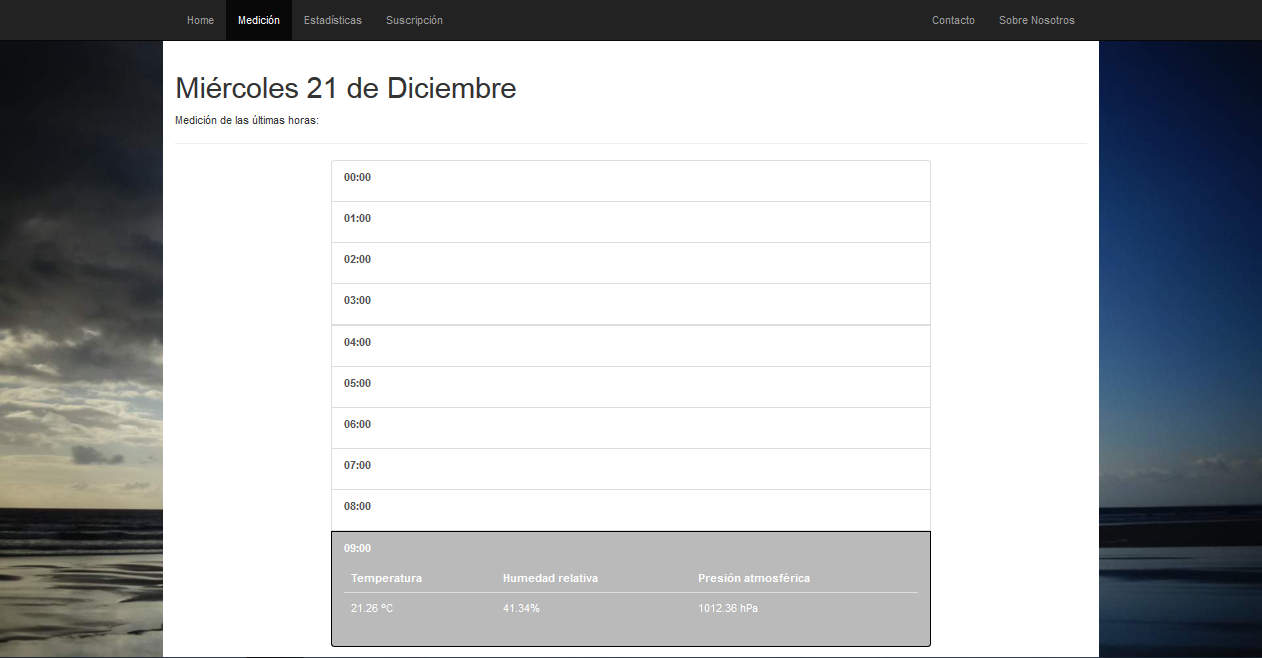 Home Medición Estadísticas Suscripción Contacto Sobre Nosotros
Miércoles 21 de Diciembre
Medición de las últimas horas:
00:00
01:00
02:00
03:00
04:00
05:00
06:00
07:00
08:00
09:00
Temperatura Humedad relativa Presión atmosférica
21.26 ºC 41.34% 1012.36 hPa